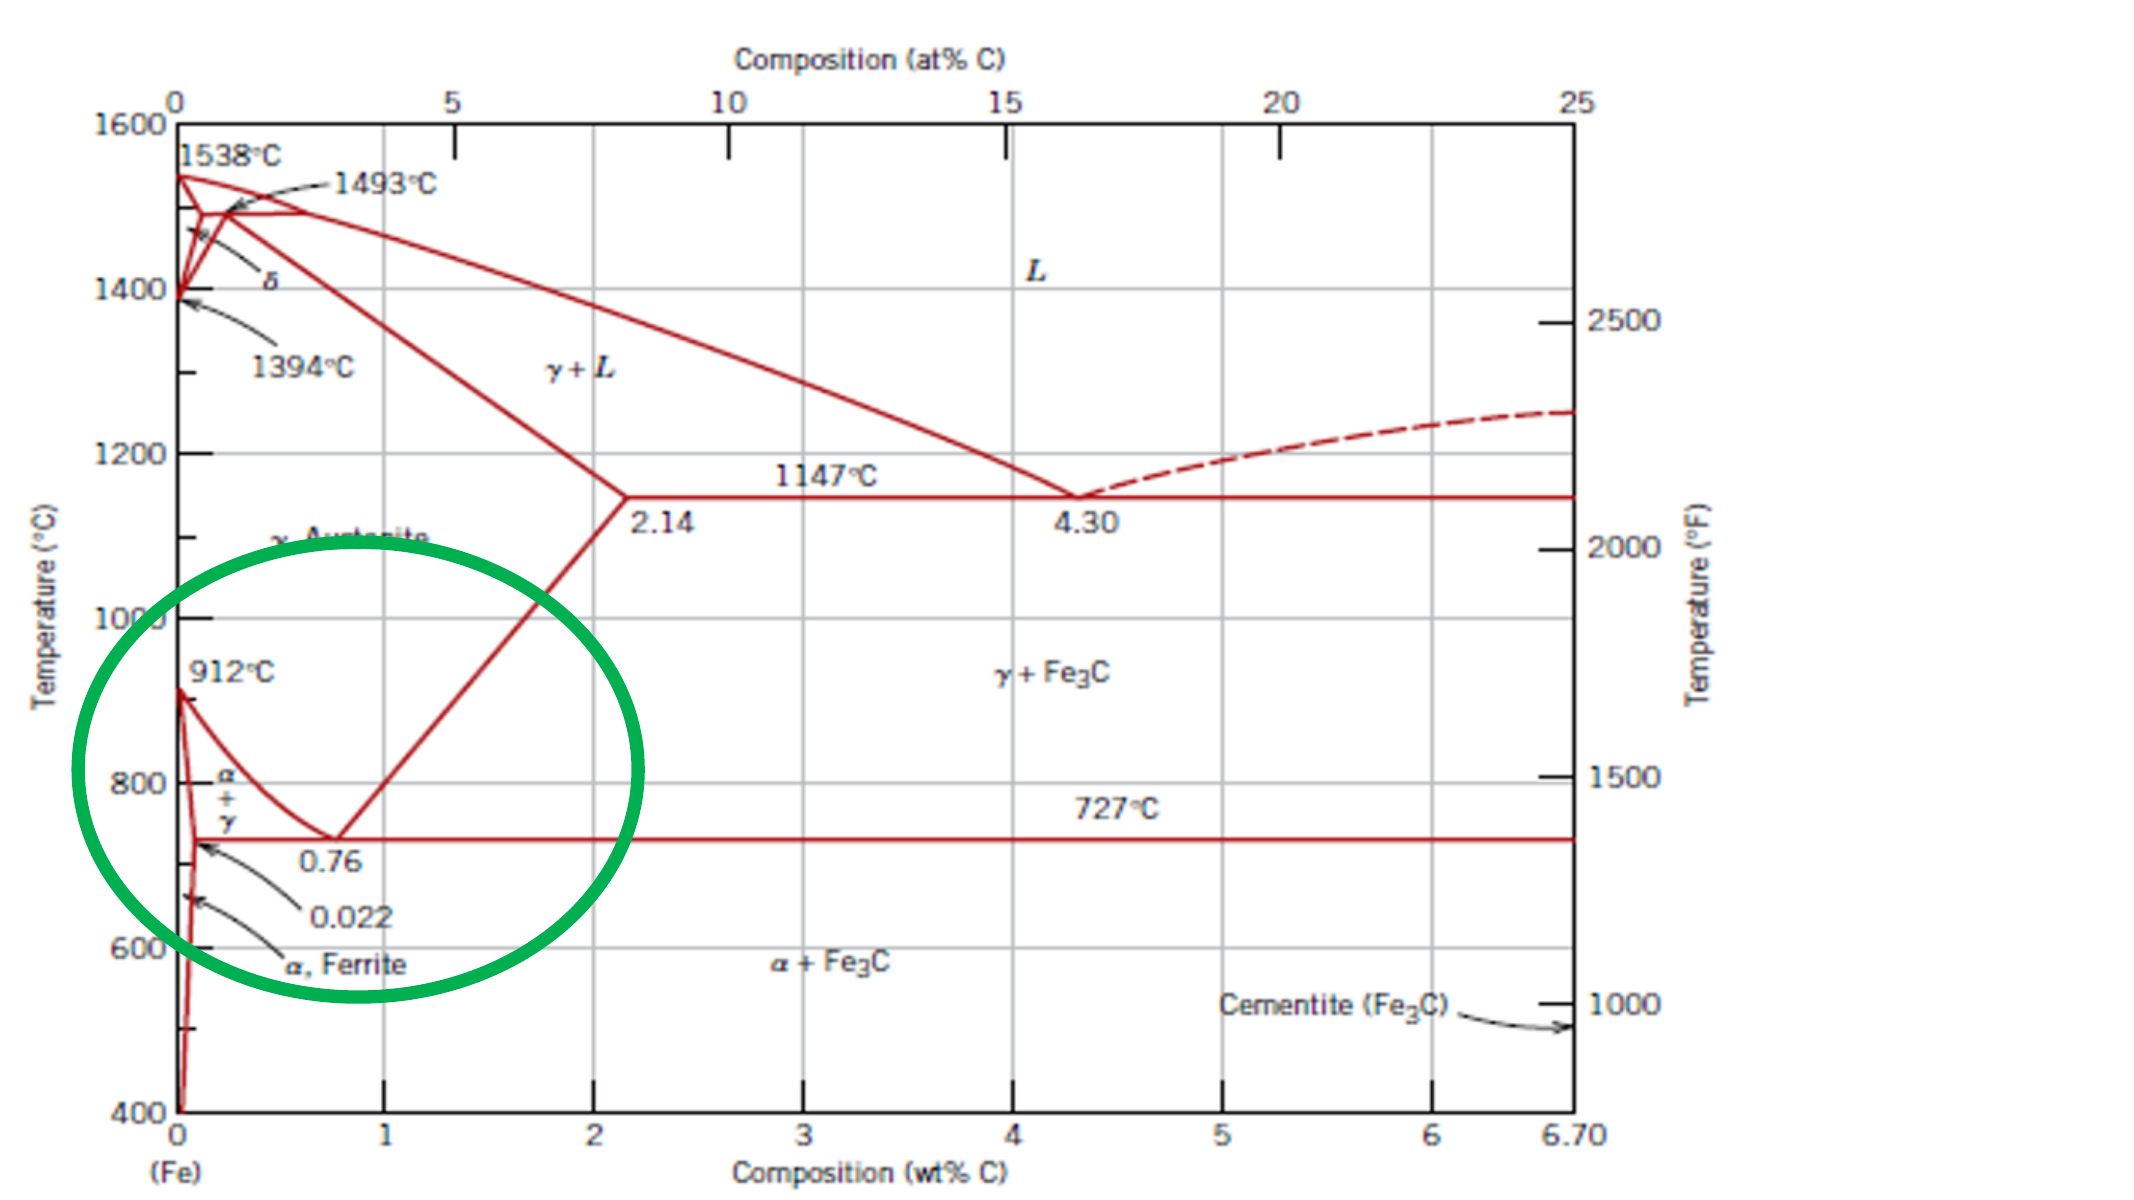 Composition (at% C)
0 5 10 15 20 25
1600
1538°C
1493°C
δ
L
1400
2500
1394°C
γ + L
1200
1147°C
2.14
4.30
γ, Austenite
2000
Temperature (°C)
Temperature (°F)
1000
912°C
γ + Fe₃C
800
α
+
γ
1500
727°C
0.76
0.022
600
α, Ferrite
α + Fe₃C
Cementite (Fe₃C)
1000
400
0 1 2 3 4 5 6 6.70
(Fe)
Composition (wt% C)